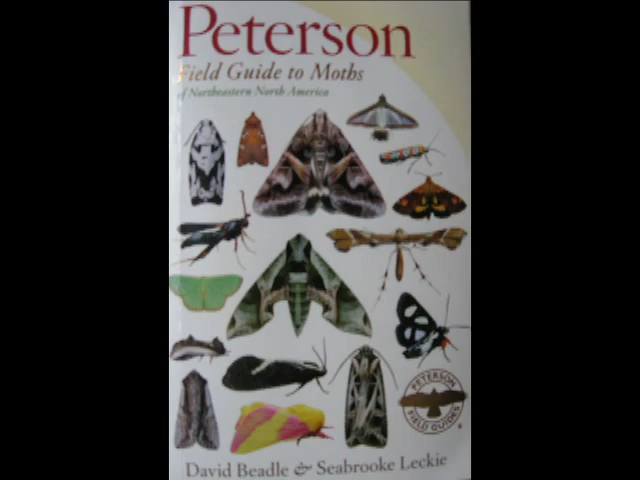 Peterson
Field Guide to Moths
of Northeastern North America
PETERSON
FIELD GUIDES
David Beadle & Seabrooke Leckie